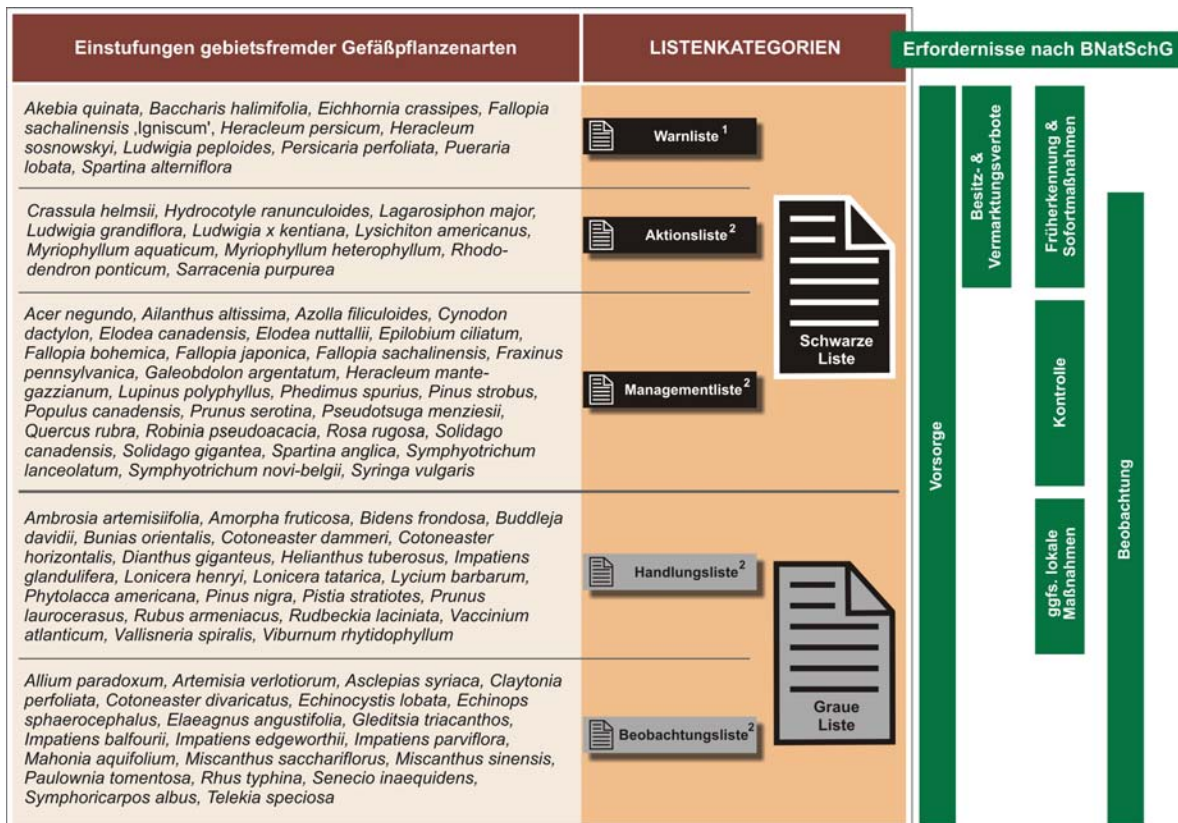 Einstufungen gebietsfremder Gefäßpflanzenarten
LISTENKATEGORIEN
Erfordernisse nach BNatSchG
Akebia quinata, Baccharis halimifolia, Eichhornia crassipes, Fallopia
sachalinensis ‚Igniscum', Heracleum persicum, Heracleum
sosnowskyi, Ludwigia peploides, Persicaria perfoliata, Pueraria
lobata, Spartina alterniflora
Warnliste1
Crassula helmsii, Hydrocotyle ranunculoides, Lagarosiphon major,
Ludwigia grandiflora, Ludwigia x kentiana, Lysichiton americanus,
Myriophyllum aquaticum, Myriophyllum heterophyllum, Rhodo-
dendron ponticum, Sarracenia purpurea
Aktionsliste2
Acer negundo, Ailanthus altissima, Azolla filiculoides, Cynodon
dactylon, Elodea canadensis, Elodea nuttallii, Epilobium ciliatum,
Fallopia bohemica, Fallopia japonica, Fallopia sachalinensis, Fraxinus
pennsylvanica, Galeobdolon argentatum, Heracleum mante-
gazzianum, Lupinus polyphyllus, Phedimus spurius, Pinus strobus,
Populus canadensis, Prunus serotina, Pseudotsuga menziesii,
Quercus rubra, Robinia pseudoacacia, Rosa rugosa, Solidago
canadensis, Solidago gigantea, Spartina anglica, Symphyotrichum
lanceolatum, Symphyotrichum novi-belgii, Syringa vulgaris
Managementliste2
Schwarze
Liste
Ambrosia artemisiifolia, Amorpha fruticosa, Bidens frondosa, Buddleja
davidii, Bunias orientalis, Cotoneaster dammeri, Cotoneaster
horizontalis, Dianthus giganteus, Helianthus tuberosus, Impatiens
glandulifera, Lonicera henryi, Lonicera tatarica, Lycium barbarum,
Phytolacca americana, Pinus nigra, Pistia stratiotes, Prunus
laurocerasus, Rubus armeniacus, Rudbeckia laciniata, Vaccinium
atlanticum, Vallisneria spiralis, Viburnum rhytidophyllum
Handlungsliste2
Allium paradoxum, Artemisia verlotiorum, Asclepias syriaca, Claytonia
perfoliata, Cotoneaster divaricatus, Echinocystis lobata, Echinops
sphaerocephalus, Elaeagnus angustifolia, Gleditsia triacanthos,
Impatiens balfourii, Impatiens edgeworthii, Impatiens parviflora,
Mahonia aquifolium, Miscanthus sacchariflorus, Miscanthus sinensis,
Paulownia tomentosa, Rhus typhina, Senecio inaequidens,
Symphoricarpos albus, Telekia speciosa
Beobachtungsliste2
Graue
Liste
Vorsorge
Besitz- &
Vermarktungsverbote
Früherkennung &
Sofortmaßnahmen
Kontrolle
ggfs. lokale
Maßnahmen
Beobachtung